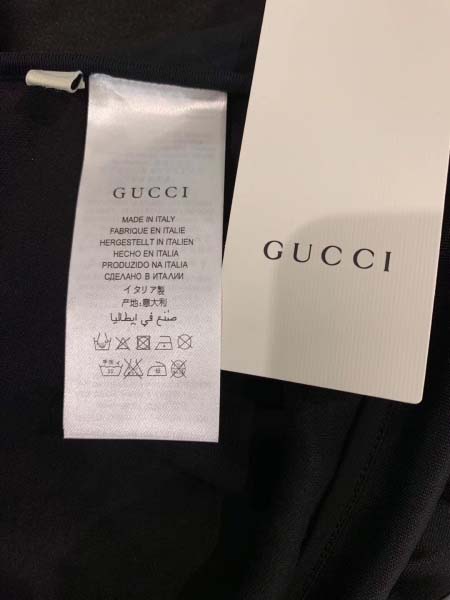 GUCCI
MADE IN ITALY
FABRIQUE EN ITALIE
HERGESTELLT IN ITALIEN
HECHO EN ITALIA
PRODUZIDO NA ITALIA
СДЕЛАНО В ИТАЛИИ
イタリア製
产地:意大利
صنع في إيطاليا
GUCCI